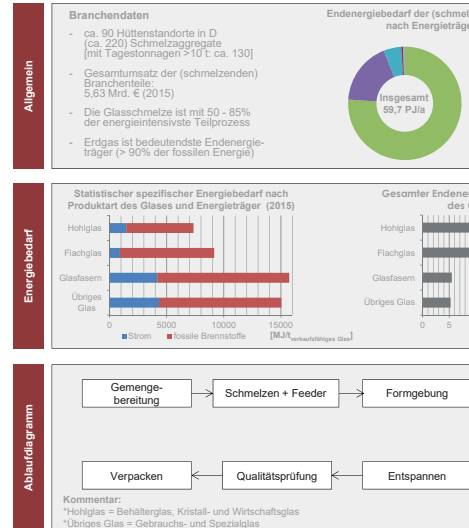 Allgemein
Branchendaten
- ca. 90 Hüttenstandorte in D
(ca. 220) Schmelzaggregate
[mit Tagestonnagen >10 t: ca. 130]
- Gesamtumsatz der (schmelzenden)
Branchenteile:
5,63 Mrd. € (2015)
- Die Glasschmelze ist mit 50 - 85%
der energieintensivste Teilprozess
- Erdgas ist bedeutendste Endenergie-
träger (> 90% der fossilen Energie)
Endenergiebedarf der (schmel
nach Energieträge
Insgesamt
59,7 PJ/a
Energiebedarf
Statistischer spezifischer Energiebedarf nach
Produktart des Glases und Energieträger (2015)
Hohlglas
Flachglas
Glasfasern
Übriges
Glas
0 5000 10000 15000
Strom fossile Brennstoffe [MJ/t verkaufsfähiges Glas]
Gesamter Endene
des
Hohlglas
Flachglas
Glasfasern
Übriges Glas
0 5
Ablaufdiagramm
Gemenge-
bereitung
Schmelzen + Feeder
Formgebung
Verpacken
Qualitätsprüfung
Entspannen
Kommentar:
*Hohlglas = Behälterglas, Kristall- und Wirtschaftsglas
*Übriges Glas = Gebrauchs- und Spezialglas